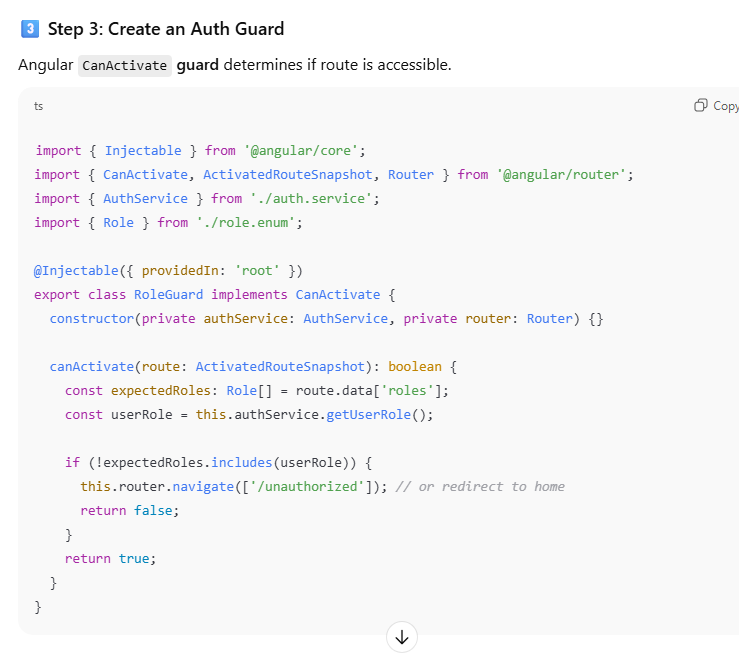 3 Step 3: Create an Auth Guard
Angular CanActivate guard determines if route is accessible.
ts
Copy
import { Injectable } from '@angular/core';
import { CanActivate, ActivatedRouteSnapshot, Router } from '@angular/router';
import { AuthService } from './auth.service';
import { Role } from './role.enum';

@Injectable({ providedIn: 'root' })
export class RoleGuard implements CanActivate {
  constructor(private authService: AuthService, private router: Router) {}

  canActivate(route: ActivatedRouteSnapshot): boolean {
    const expectedRoles: Role[] = route.data['roles'];
    const userRole = this.authService.getUserRole();

    if (!expectedRoles.includes(userRole)) {
      this.router.navigate(['/unauthorized']); // or redirect to home
      return false;
    }
    return true;
  }
}